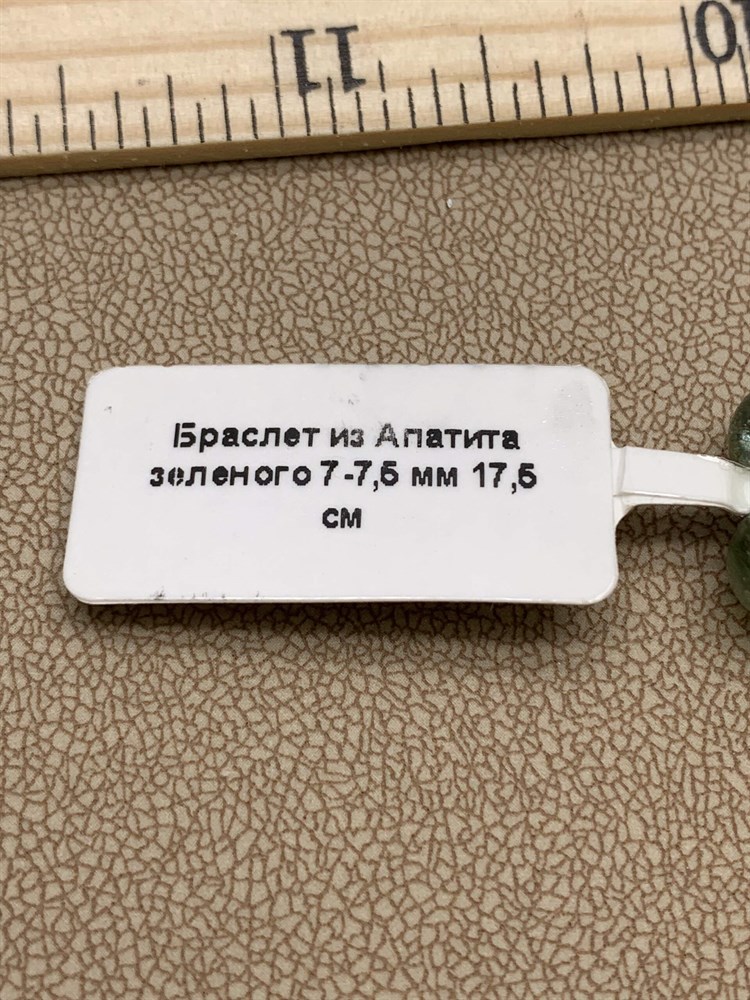 11
10
Браслет из Апатита
зеленого 7-7,5 мм 17,5
см